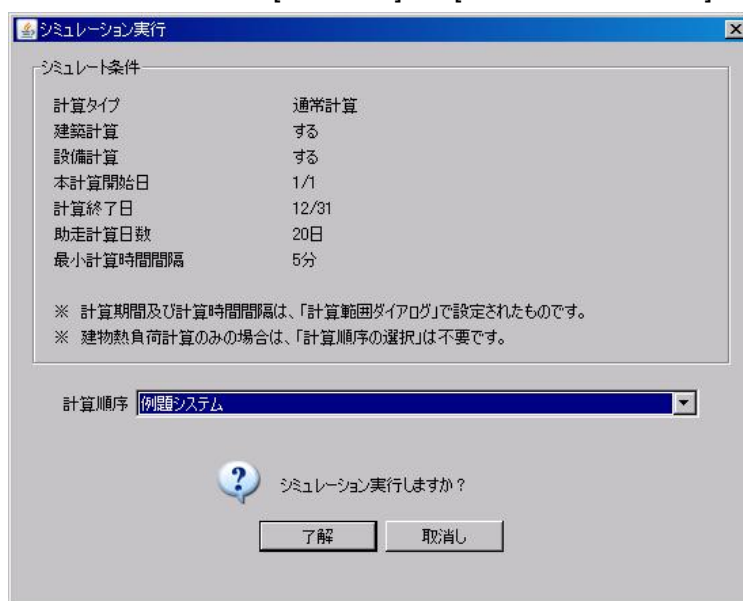 シミュレーション実行
シミュレート条件
計算タイプ 通常計算
建築計算 する
設備計算 する
本計算開始日 1/1
計算終了日 12/31
助走計算日数 20日
最小計算時間間隔 5分
※ 計算期間及び計算時間間隔は、「計算範囲ダイアログ」で設定されたものです。
※ 建物熱負荷計算のみの場合は、「計算順序の選択」は不要です。
計算順序 例題システム
シミュレーション実行しますか？
了解 取消し